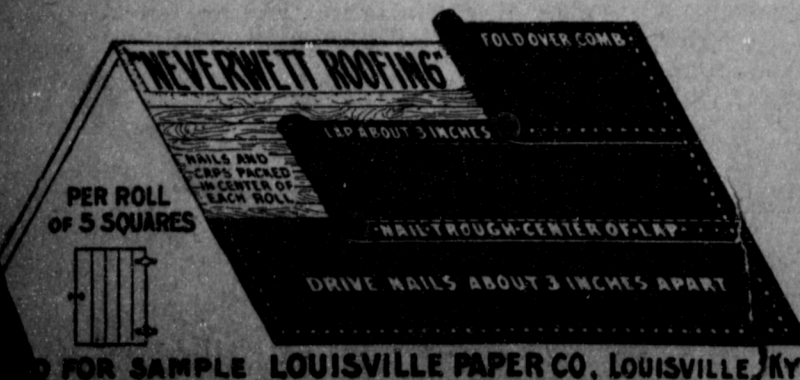 "NEVERWETT ROOFING"
FOLD OVER COMB
LAP ABOUT 3 INCHES
NAILS AND
CAPS PACKED
IN CENTER OF
EACH ROLL
PER ROLL
OF 5 SQUARES
NAIL TROUGH CENTER OF LAP
DRIVE NAILS ABOUT 3 INCHES APART
FOR SAMPLE LOUISVILLE PAPER CO. LOUISVILLE, KY